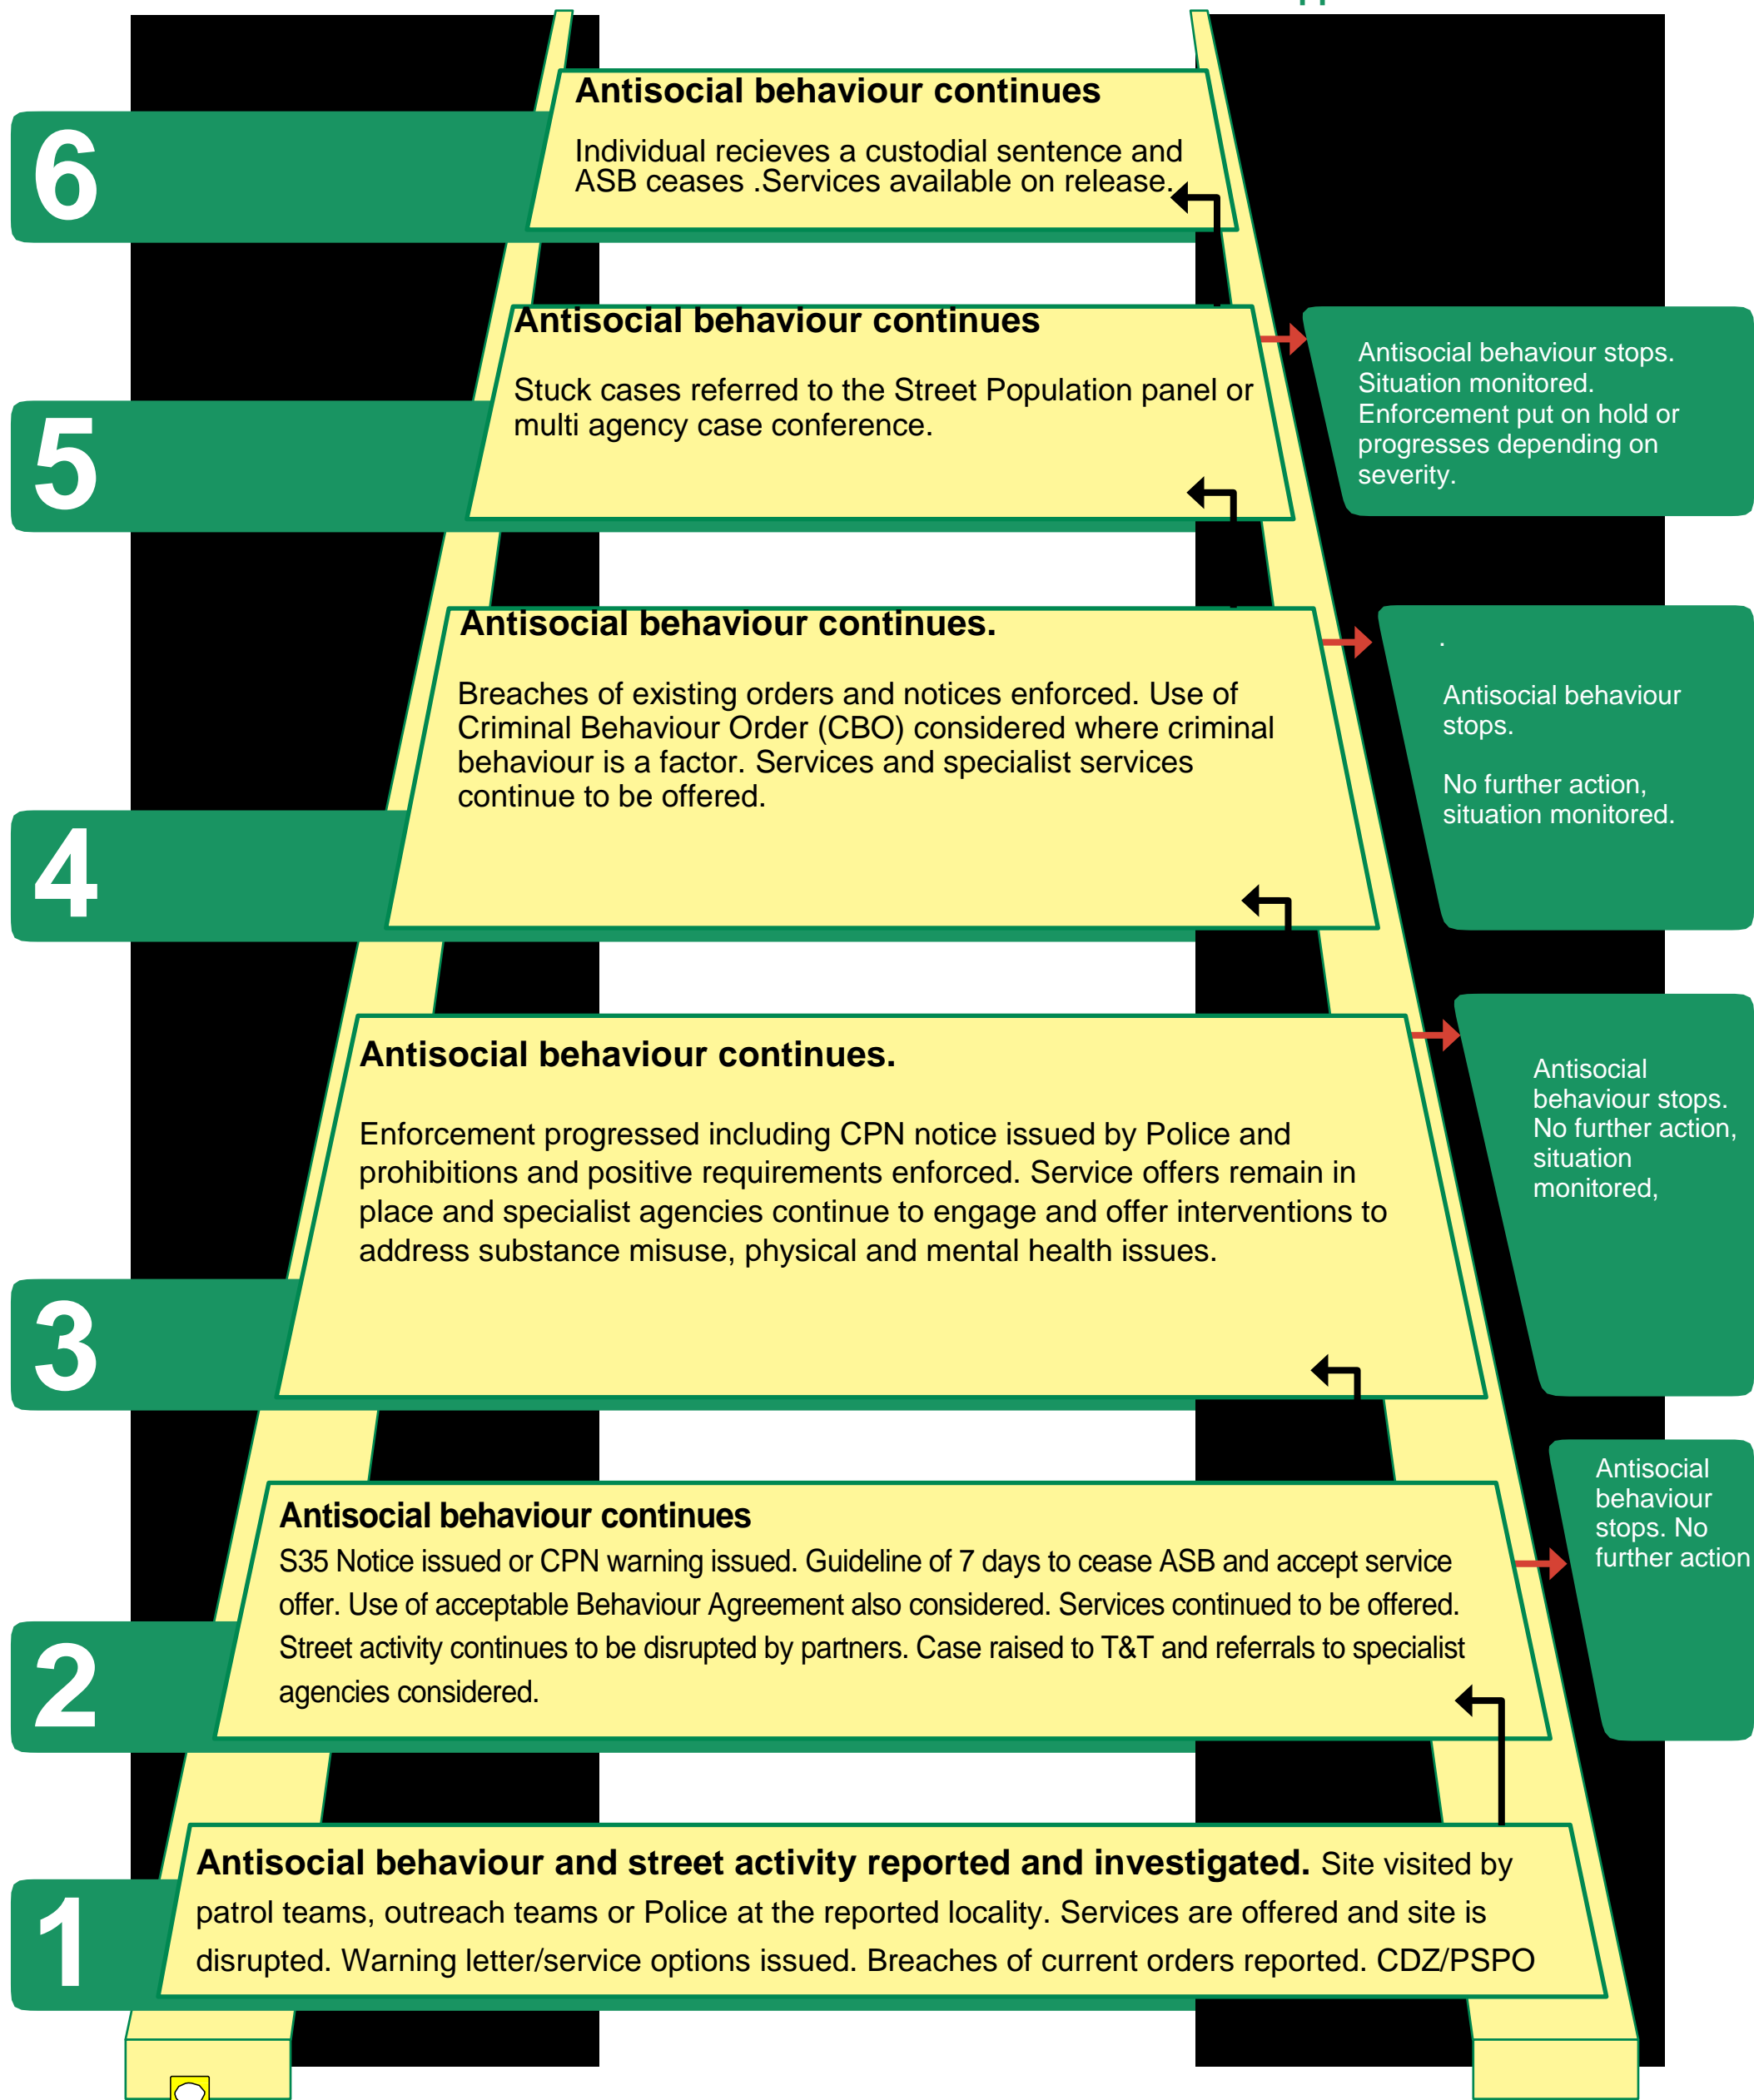 6
Antisocial behaviour continues
Individual recieves a custodial sentence and
ASB ceases .Services available on release.
5
Antisocial behaviour continues
Stuck cases referred to the Street Population panel or
multi agency case conference.
Antisocial behaviour stops.
Situation monitored.
Enforcement put on hold or
progresses depending on
severity.
4
Antisocial behaviour continues.
Breaches of existing orders and notices enforced. Use of
Criminal Behaviour Order (CBO) considered where criminal
behaviour is a factor. Services and specialist services
continue to be offered.
.
Antisocial behaviour
stops.
No further action,
situation monitored.
3
Antisocial behaviour continues.
Enforcement progressed including CPN notice issued by Police and
prohibitions and positive requirements enforced. Service offers remain in
place and specialist agencies continue to engage and offer interventions to
address substance misuse, physical and mental health issues.
Antisocial
behaviour stops.
No further action,
situation
monitored,
2
Antisocial behaviour continues
S35 Notice issued or CPN warning issued. Guideline of 7 days to cease ASB and accept service
offer. Use of acceptable Behaviour Agreement also considered. Services continued to be offered.
Street activity continues to be disrupted by partners. Case raised to T&T and referrals to specialist
agencies considered.
Antisocial
behaviour
stops. No
further action
1
Antisocial behaviour and street activity reported and investigated. Site visited by
patrol teams, outreach teams or Police at the reported locality. Services are offered and site is
disrupted. Warning letter/service options issued. Breaches of current orders reported. CDZ/PSPO